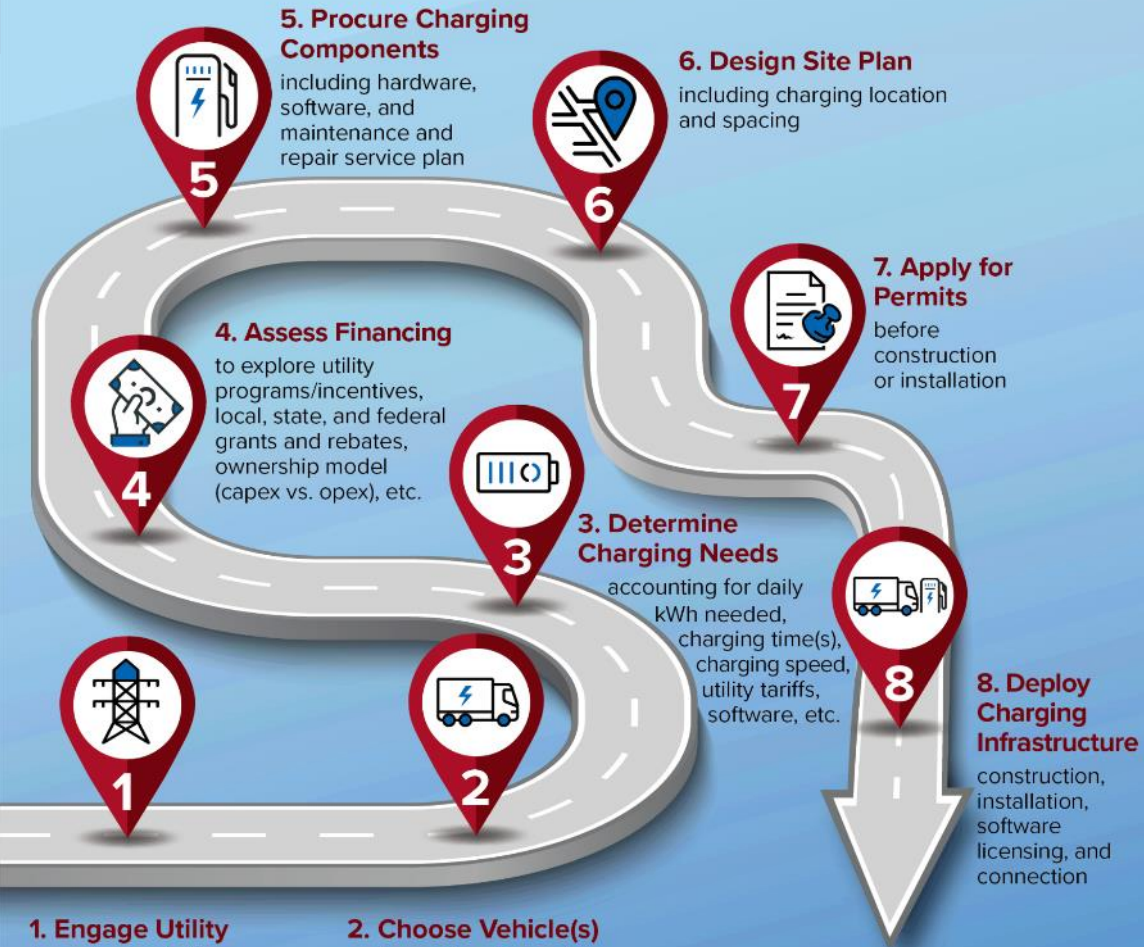 1. Engage Utility
1
2. Choose Vehicle(s)
2
3. Determine
Charging Needs
accounting for daily
kWh needed,
charging time(s),
charging speed,
utility tariffs,
software, etc.
3
4. Assess Financing
to explore utility
programs/incentives,
local, state, and federal
grants and rebates,
ownership model
(capex vs. opex), etc.
4
5. Procure Charging
Components
including hardware,
software, and
maintenance and
repair service plan
5
6. Design Site Plan
including charging location
and spacing
6
7. Apply for
Permits
before
construction
or installation
7
8. Deploy
Charging
Infrastructure
construction,
installation,
software
licensing, and
connection
8